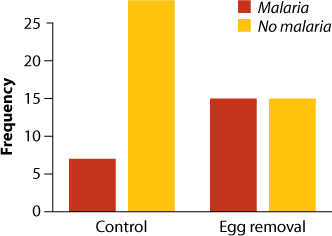 Malaria
No malaria
Frequency
25
20
15
10
5
0
Control
Egg removal